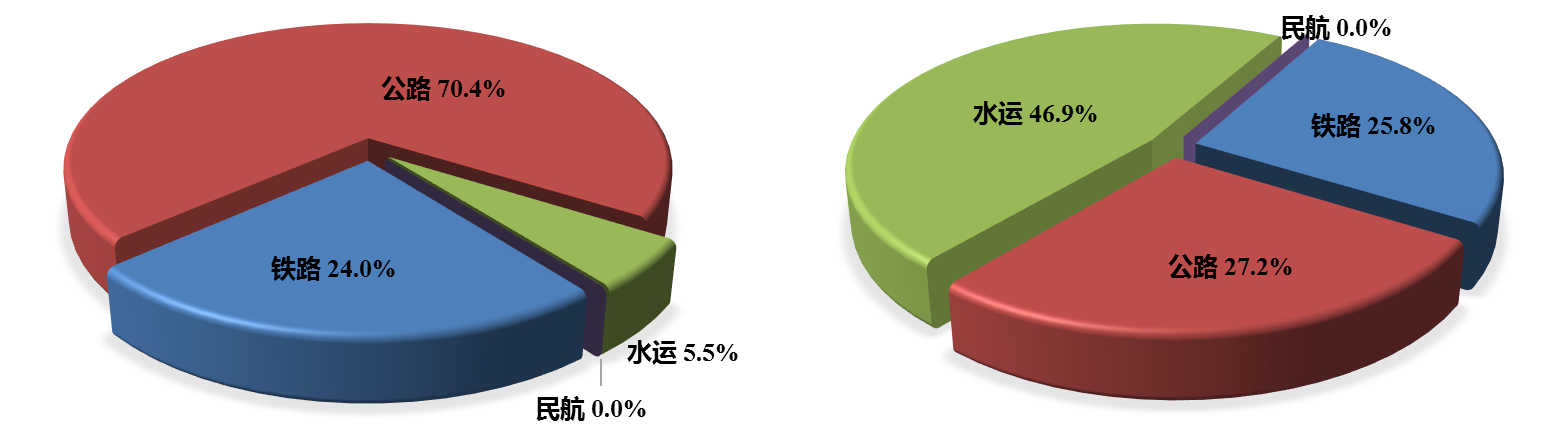 公路 70.4%
铁路 24.0%
水运 5.5%
民航 0.0%
民航 0.0%
水运 46.9%
铁路 25.8%
公路 27.2%